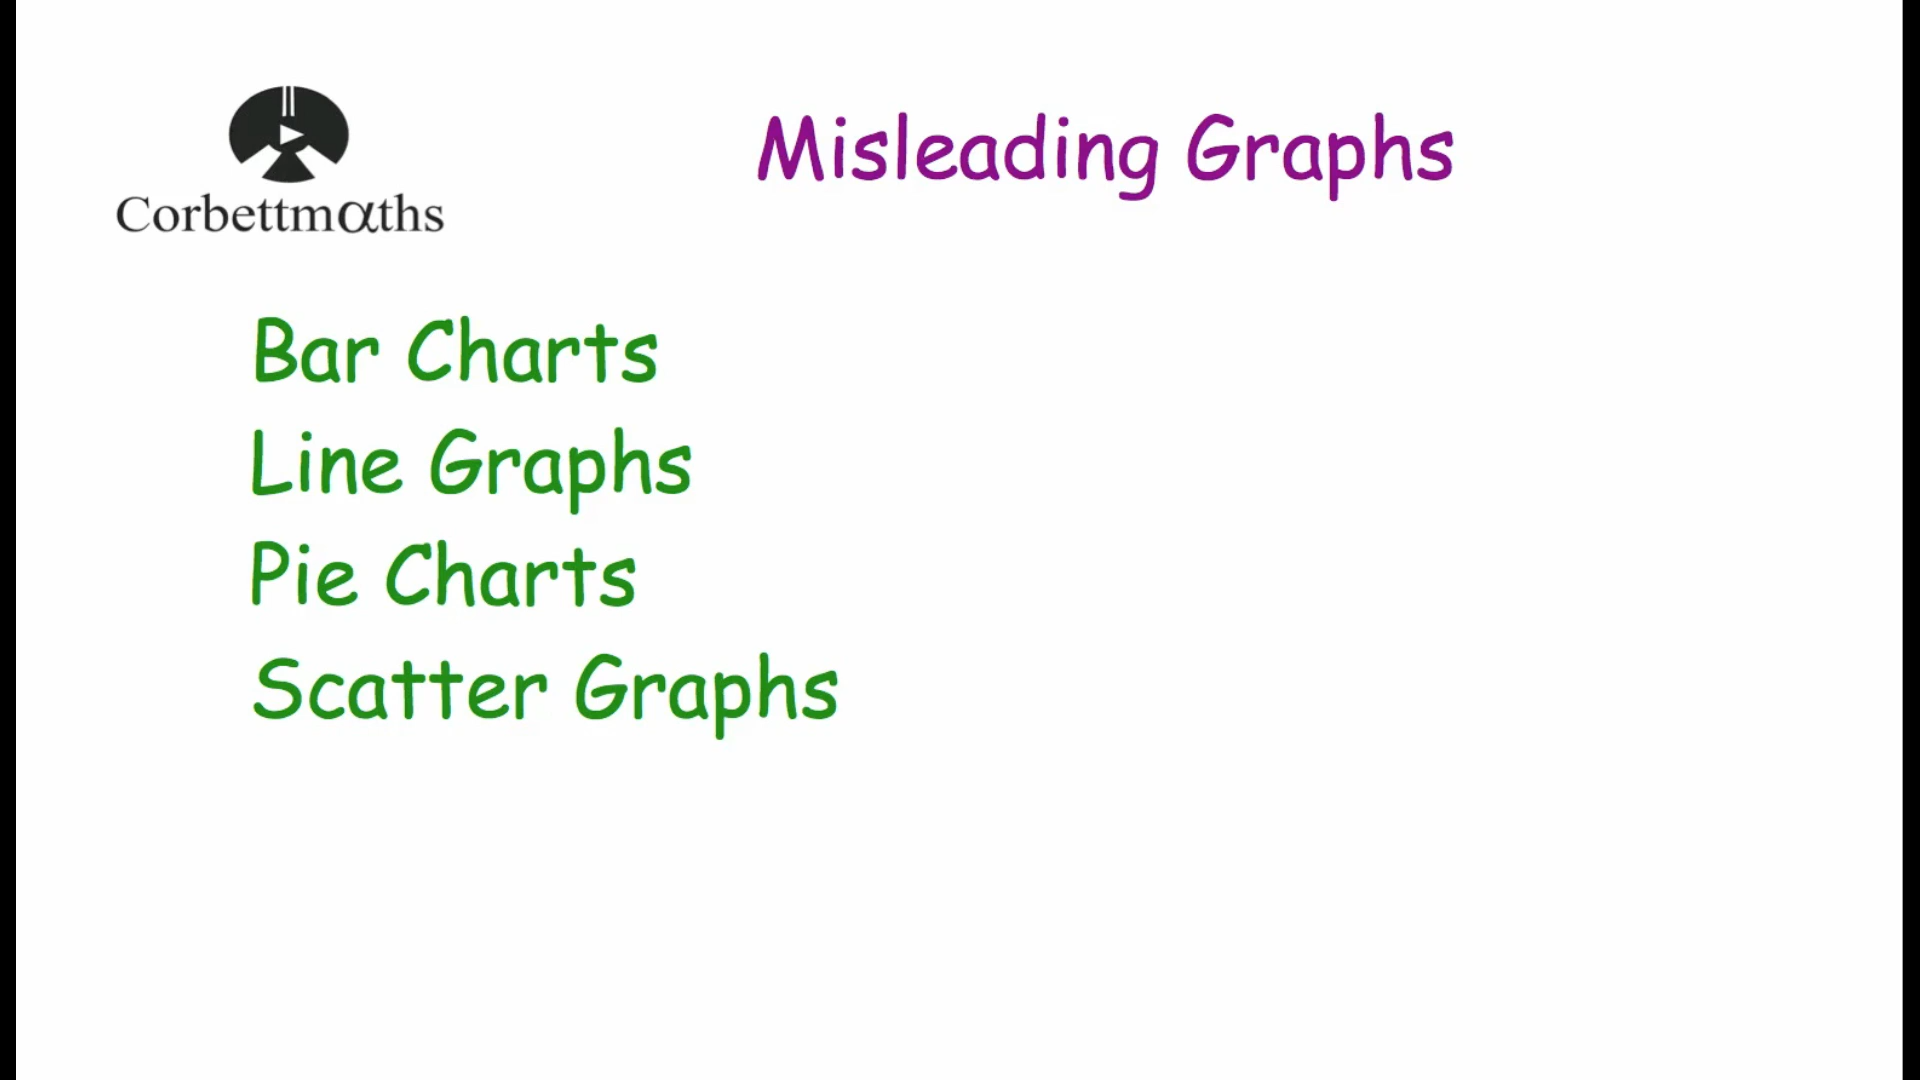 Misleading Graphs
Corbettmαths
Bar Charts
Line Graphs
Pie Charts
Scatter Graphs